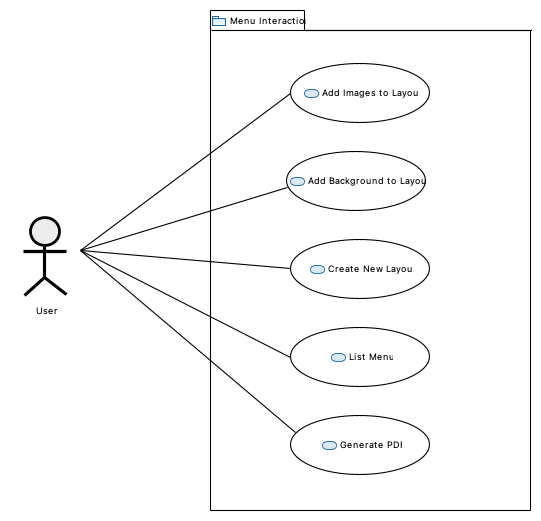 Menu Interactio
Add Images to Layou
Add Background to Layou
Create New Layou
List Menu
Generate PDI
User